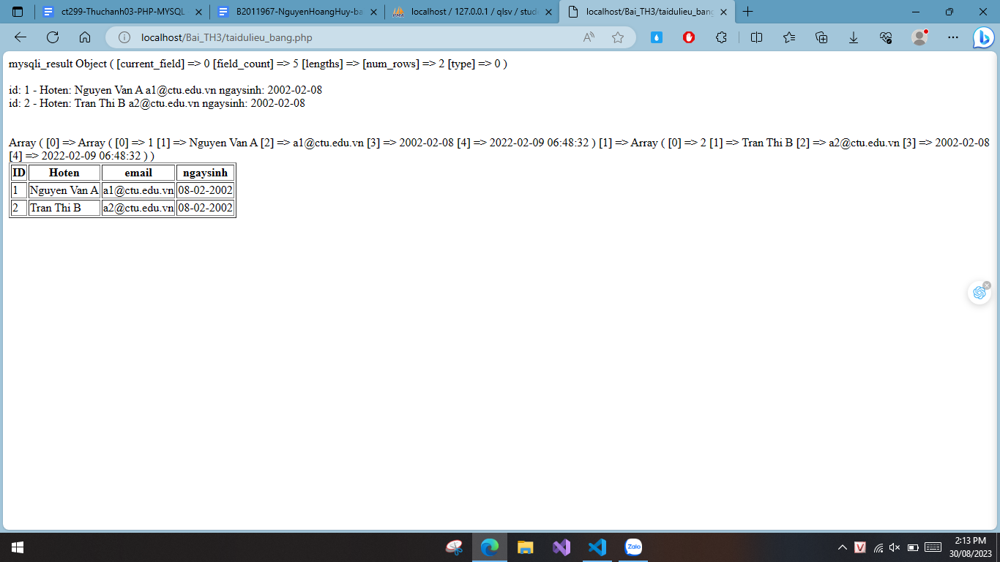 ct299-Thuchanh03-PHP-MYSQL
B2011967-NguyenHoangHuy-ba
localhost / 127.0.0.1 / qlsv / stude
localhost/Bai_TH3/taidulieu_bang
localhost/Bai_TH3/taidulieu_bang.php
mysqli_result Object ( [current_field] => 0 [field_count] => 5 [lengths] => [num_rows] => 2 [type] => 0 )
id: 1 - Hoten: Nguyen Van A a1@ctu.edu.vn ngaysinh: 2002-02-08
id: 2 - Hoten: Tran Thi B a2@ctu.edu.vn ngaysinh: 2002-02-08
Array ( [0] => Array ( [0] => 1 [1] => Nguyen Van A [2] => a1@ctu.edu.vn [3] => 2002-02-08 [4] => 2022-02-09 06:48:32 ) [1] => Array ( [0] => 2 [1] => Tran Thi B [2] => a2@ctu.edu.vn [3] => 2002-02-08
[4] => 2022-02-09 06:48:32 ) )
ID Hoten email ngaysinh
1 Nguyen Van A a1@ctu.edu.vn 08-02-2002
2 Tran Thi B a2@ctu.edu.vn 08-02-2002
Zalo
V
2:13 PM
30/08/2023